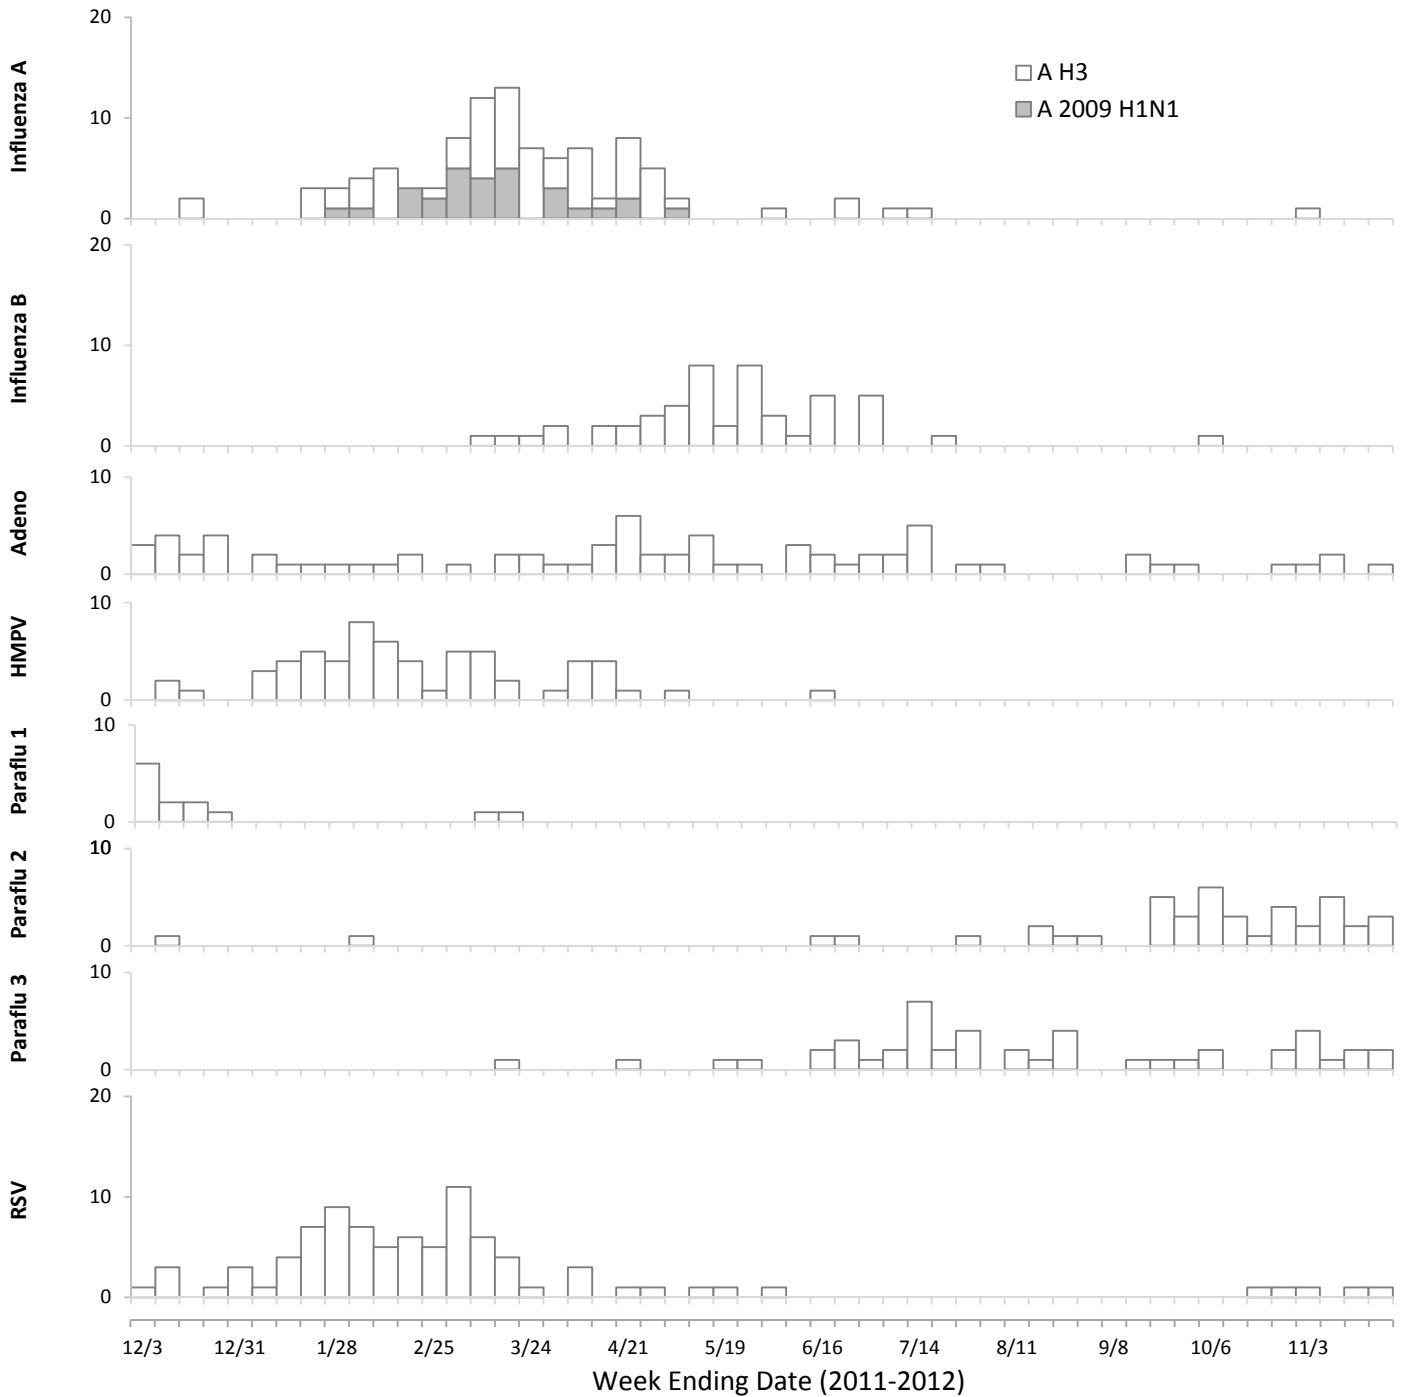 Influenza A
20
10
0
A H3
A 2009 H1N1
Influenza B
20
10
0
Adeno
10
0
HMPV
10
0
Paraflu 1
10
0
Paraflu 2
10
0
Paraflu 3
10
0
RSV
20
10
0
12/3 12/31 1/28 2/25 3/24 4/21 5/19 6/16 7/14 8/11 9/8 10/6 11/3
Week Ending Date (2011-2012)